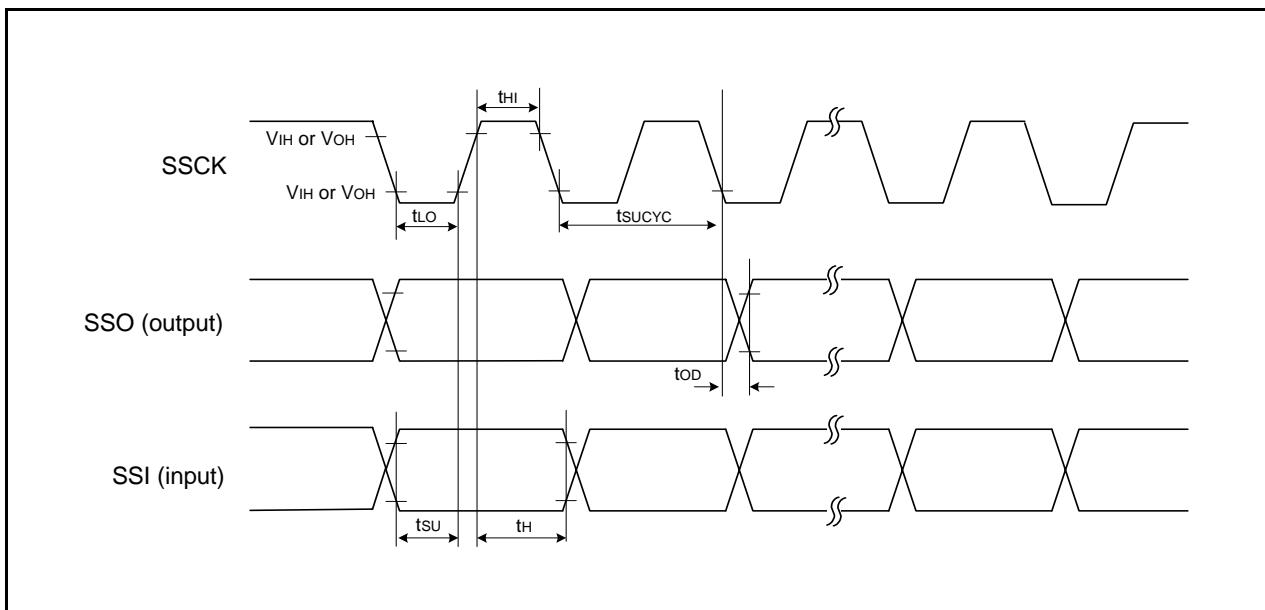 tHI
VIH or VOH
SSCK
VIH or VOH
tLO
tSUCYC
SSO (output)
tOD
SSI (input)
tSU
tH